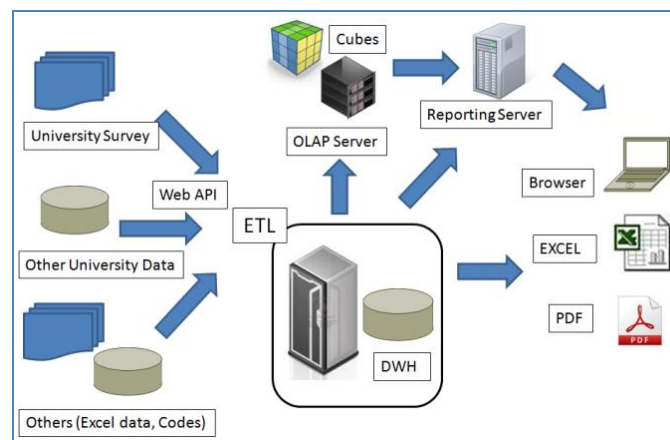 Cubes
University Survey
OLAP Server
Reporting Server
Web API
Browser
ETL
Other University Data
EXCEL
PDF
PDF
DWH
Others (Excel data, Codes)